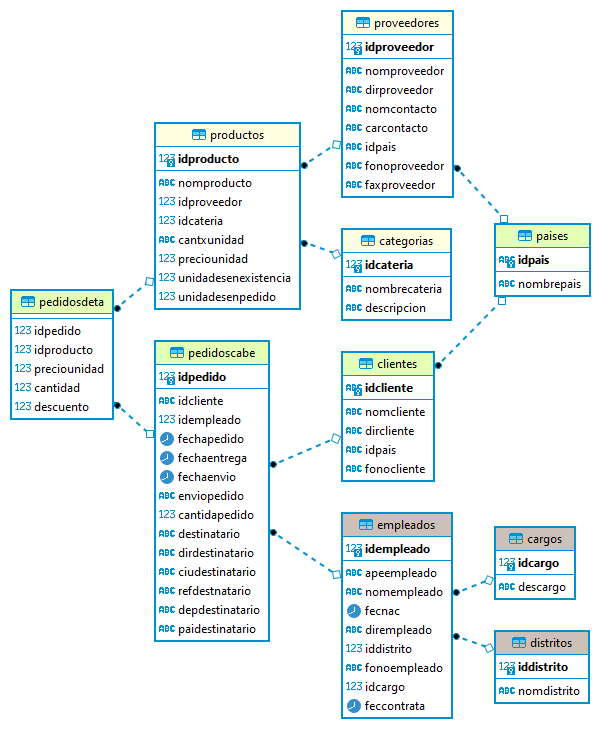 proveedores
123 idproveedor
ABC nomproveedor
ABC dirproveedor
ABC nomcontacto
ABC carcontacto
ABC idpais
ABC fonoproveedor
ABC faxproveedor
productos
123 idproducto
ABC nomproducto
123 idproveedor
123 idcateria
ABC cantxunidad
123 preciounidad
123 unidadesenexistencia
123 unidadesenpedido
categorias
123 idcateria
ABC nombrecateria
ABC descripcion
paises
ABC idpais
ABC nombrepais
pedidosdeta
123 idpedido
123 idproducto
123 preciounidad
123 cantidad
123 descuento
pedidoscabe
123 idpedido
ABC idcliente
123 idempleado
fechapedido
fechaentrega
fechaenvio
ABC enviopedido
123 cantidapedido
ABC destinatario
ABC dirdestinatario
ABC ciudestinatario
ABC refdestnatario
ABC depdestinatario
ABC paidestinatario
clientes
ABC idcliente
ABC nomcliente
ABC dircliente
ABC idpais
ABC fonocliente
empleados
123 idempleado
ABC apeempleado
ABC nomempleado
fecnac
ABC dirempleado
123 iddistrito
ABC fonoempleado
123 idcargo
feccontrata
cargos
123 idcargo
ABC descargo
distritos
123 iddistrito
ABC nomdistrito